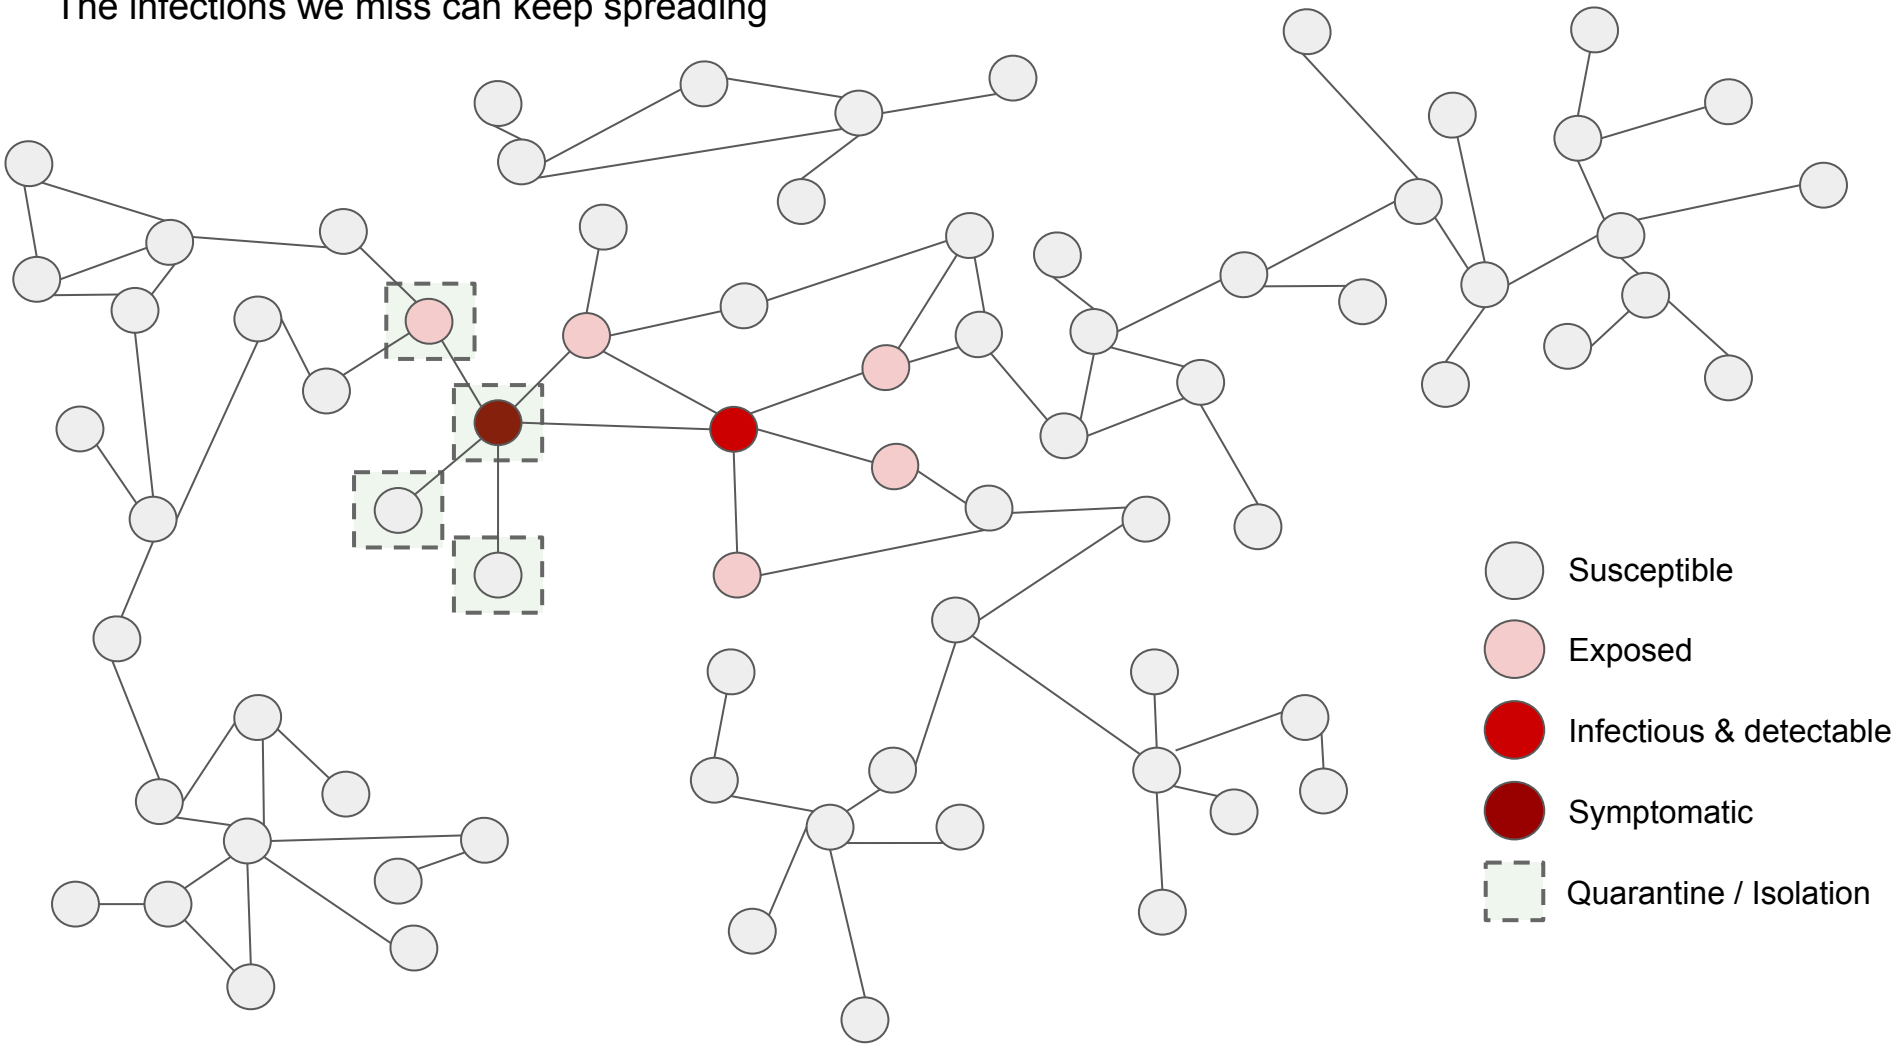 The infections we miss can keep spreading
Susceptible
Exposed
Infectious & detectable
Symptomatic
Quarantine / Isolation